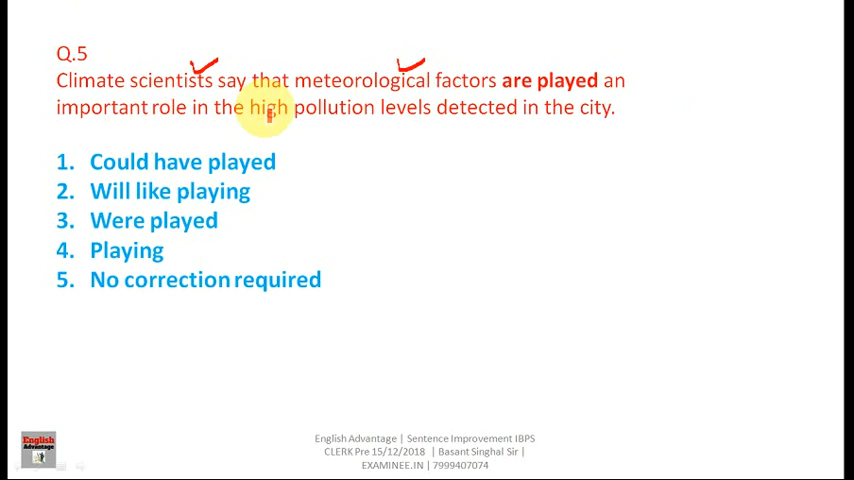 Q.5
Climate scientists say that meteorological factors are played an
important role in the high pollution levels detected in the city.
1. Could have played
2. Will like playing
3. Were played
4. Playing
5. No correction required
English
Advantage
English Advantage | Sentence Improvement IBPS
CLERK Pre 15/12/2018 | Basant Singhal Sir |
EXAMINEE.IN | 7999407074